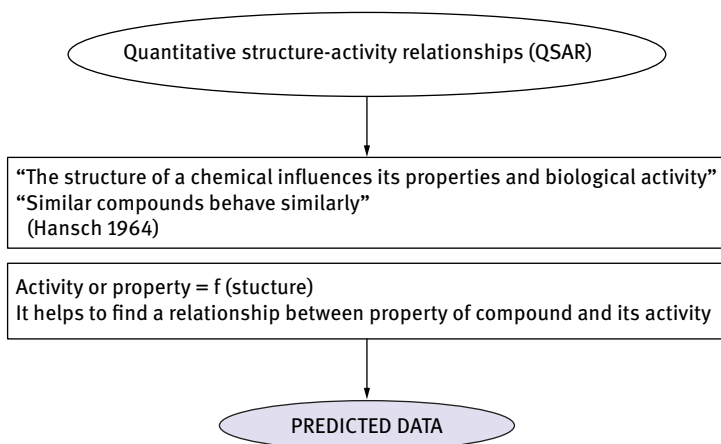 Quantitative structure-activity relationships (QSAR)
“The structure of a chemical influences its properties and biological activity”
“Similar compounds behave similarly”
(Hansch 1964)
Activity or property = f (stucture)
It helps to find a relationship between property of compound and its activity
PREDICTED DATA